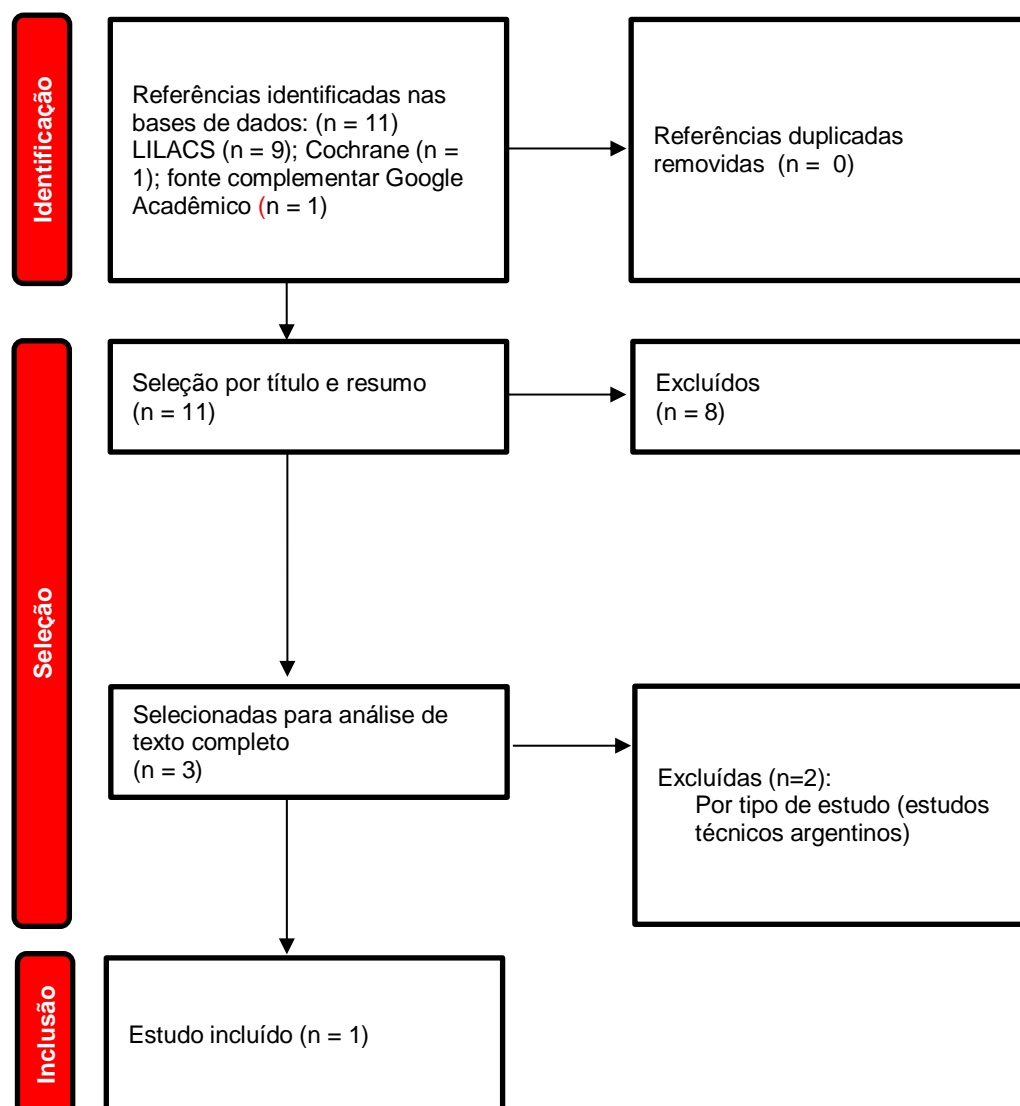 Identificação
Referências identificadas nas
bases de dados: (n = 11)
LILACS (n = 9); Cochrane (n =
1); fonte complementar Google
Acadêmico (n = 1)
Referências duplicadas
removidas (n = 0)
Seleção
Seleção por título e resumo
(n = 11)
Excluídos
(n = 8)
Selecionadas para análise de
texto completo
(n = 3)
Excluídas (n=2):
Por tipo de estudo (estudos
técnicos argentinos)
Inclusão
Estudo incluído (n = 1)